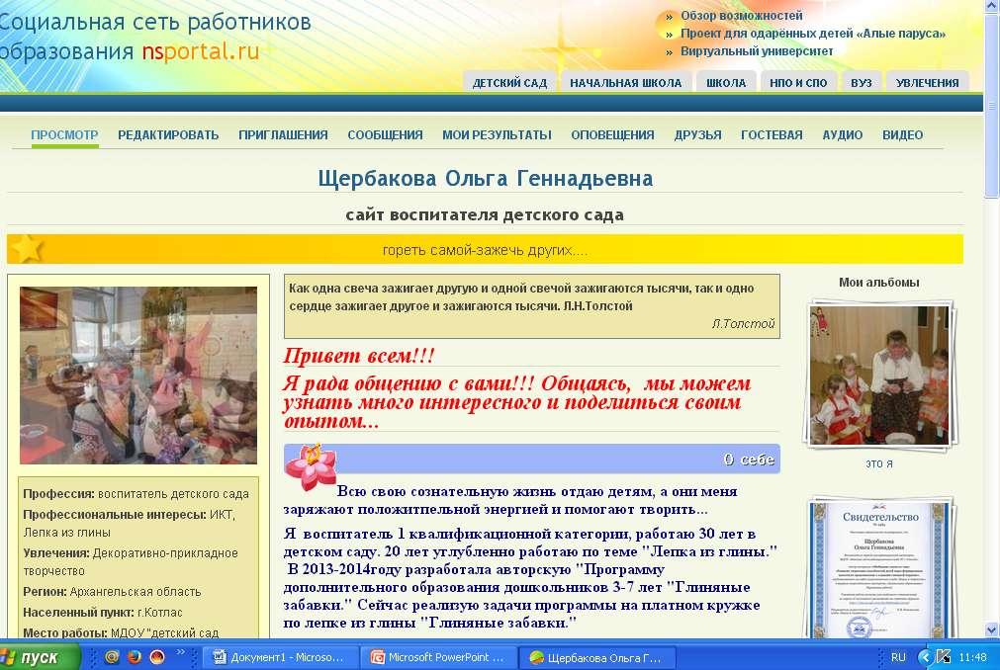 Социальная сеть работников
образования nsportal.ru
» Обзор возможностей
» Проект для одарённых детей «Алые паруса»
» Виртуальный университет
ДЕТСКИЙ САД НАЧАЛЬНАЯ ШКОЛА ШКОЛА НПО И СПО ВУЗ УВЛЕЧЕНИЯ
ПРОСМОТР РЕДАКТИРОВАТЬ ПРИГЛАШЕНИЯ СООБЩЕНИЯ МОИ РЕЗУЛЬТАТЫ ОПОВЕЩЕНИЯ ДРУЗЬЯ ГОСТЕВАЯ АУДИО ВИДЕО
Щербакова Ольга Геннадьевна
сайт воспитателя детского сада
гореть самой-зажечь других....
Профессия: воспитатель детского сада
Профессиональные интересы: ИКТ,
Лепка из глины
Увлечения: Декоративно-прикладное
творчество
Регион: Архангельская область
Населенный пункт: г.Котлас
Место работы: МДОУ "детский сад
Как одна свеча зажигает другую и одной свечой зажигаются тысячи, так и одно
сердце зажигает другое и зажигаются тысячи. Л.Н.Толстой
Л.Толстой
Привет всем!!!
Я рада общению с вами!!! Общаясь, мы можем
узнать много интересного и поделиться своим
опытом...
О себе
Всю свою сознательную жизнь отдаю детям, а они меня
заряжают положитпельной энергией и помогают творить...
Я воспитатель 1 квалификационной категории, работаю 30 лет в
детском саду. 20 лет углубленно работаю по теме "Лепка из глины."
В 2013-2014году разработала авторскую "Программу
дополнительного образования дошкольников 3-7 лет "Глиняные
забавки." Сейчас реализую задачи программы на платном кружке
по лепке из глины "Глиняные забавки."
Мои альбомы
это я
Свидетельство
Щербакова
Ольга Геннадьевна
пуск
Документ1 - Microso...
Microsoft PowerPoint ...
Щербакова Ольга Г...
RU
11:48